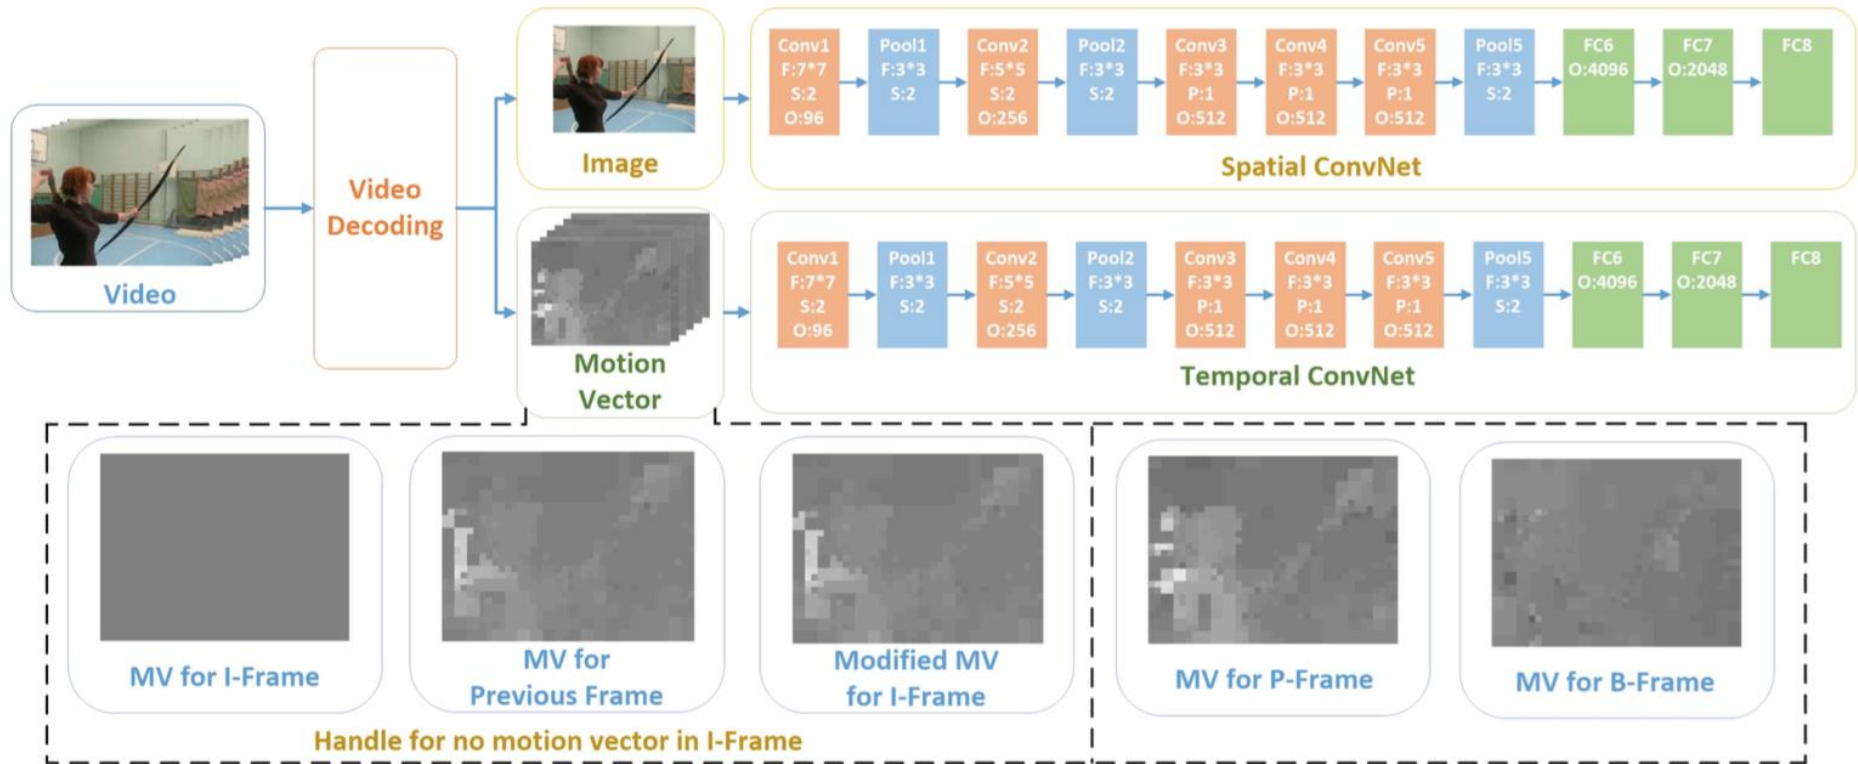 Video
Video
Decoding
Image
Conv1
F:7*7
S:2
O:96
Pool1
F:3*3
S:2
Conv2
F:5*5
S:2
O:256
Pool2
F:3*3
S:2
Conv3
F:3*3
P:1
O:512
Conv4
F:3*3
P:1
O:512
Conv5
F:3*3
P:1
O:512
Pool5
F:3*3
S:2
FC6
O:4096
FC7
O:2048
FC8
Spatial ConvNet
Motion
Vector
Conv1
F:7*7
S:2
O:96
Pool1
F:3*3
S:2
Conv2
F:5*5
S:2
O:256
Pool2
F:3*3
S:2
Conv3
F:3*3
P:1
O:512
Conv4
F:3*3
P:1
O:512
Conv5
F:3*3
P:1
O:512
Pool5
F:3*3
S:2
FC6
O:4096
FC7
O:2048
FC8
Temporal ConvNet
MV for I-Frame
MV for
Previous Frame
Modified MV
for I-Frame
MV for P-Frame
MV for B-Frame
Handle for no motion vector in I-Frame